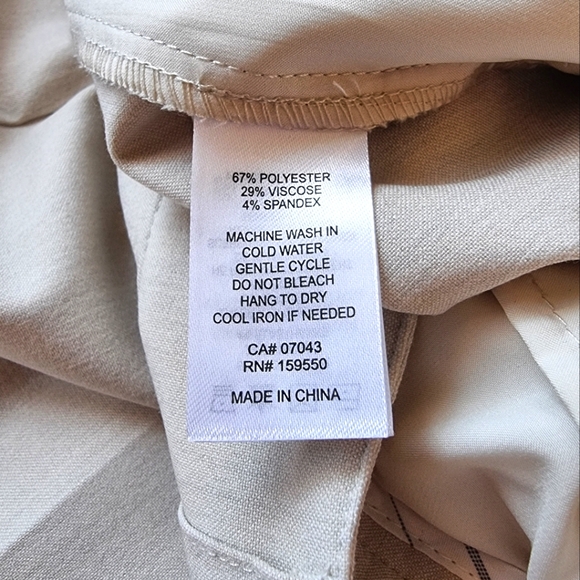 67% POLYESTER
29% VISCOSE
4% SPANDEX
MACHINE WASH IN
COLD WATER
GENTLE CYCLE
DO NOT BLEACH
HANG TO DRY
COOL IRON IF NEEDED
CA# 07043
RN# 159550
MADE IN CHINA